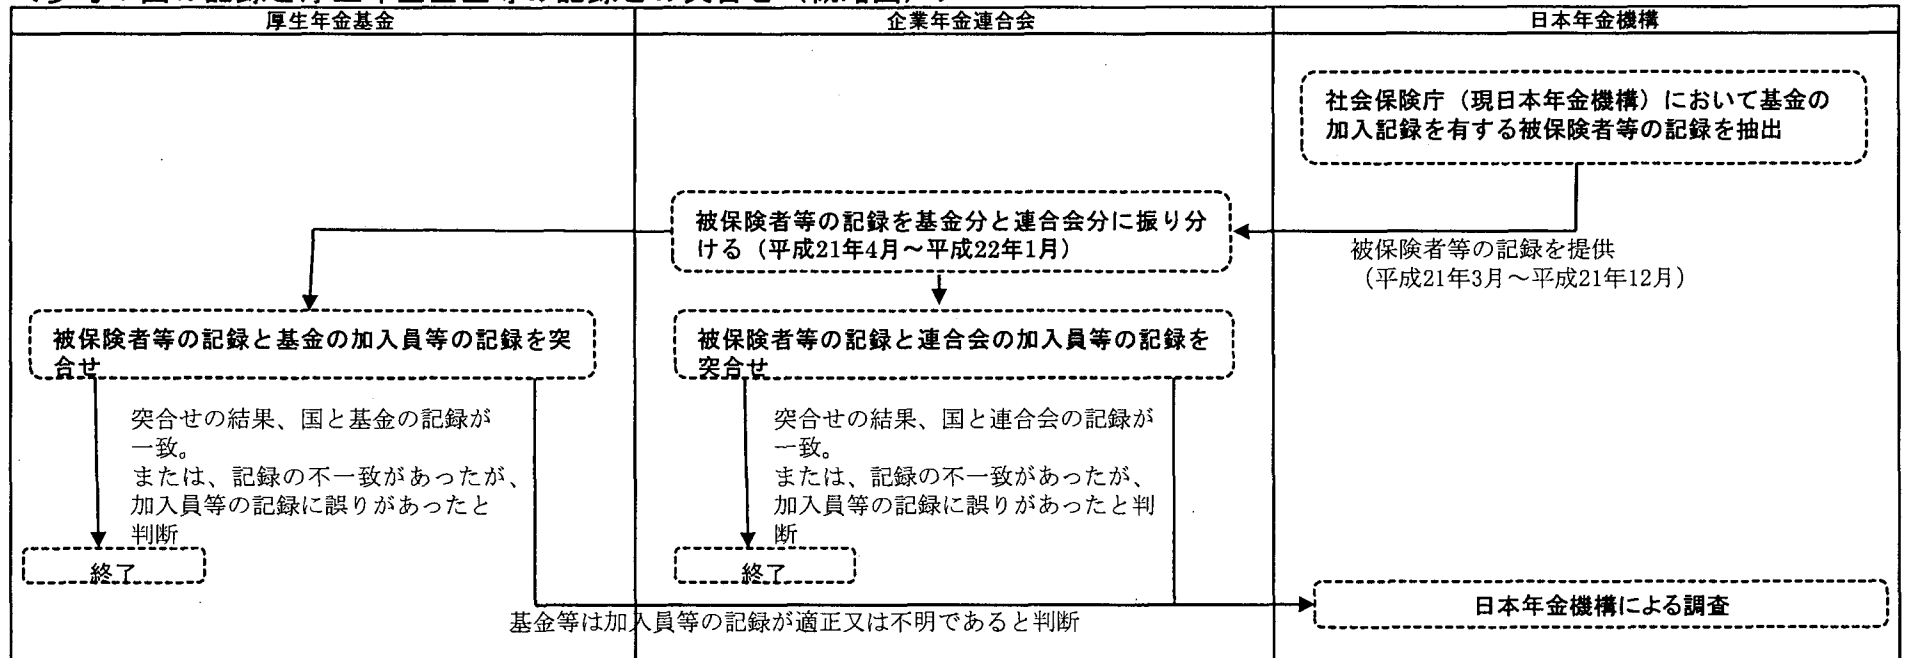 厚生年金基金
企業年金連合会
日本年金機構
社会保険庁（現日本年金機構）において基金の
加入記録を有する被保険者等の記録を抽出
被保険者等の記録を基金分と連合会分に振り分
ける（平成21年4月～平成22年1月）
被保険者等の記録を提供
（平成21年3月～平成21年12月）
被保険者等の記録と基金の加入員等の記録を突
合せ
被保険者等の記録と連合会の加入員等の記録を
突合せ
突合せの結果、国と基金の記録が
一致。
または、記録の不一致があったが、
加入員等の記録に誤りがあったと
判断
突合せの結果、国と連合会の記録が
一致。
または、記録の不一致があったが、
加入員等の記録に誤りがあったと判
断
終了
終了
日本年金機構による調査
基金等は加入員等の記録が適正又は不明であると判断